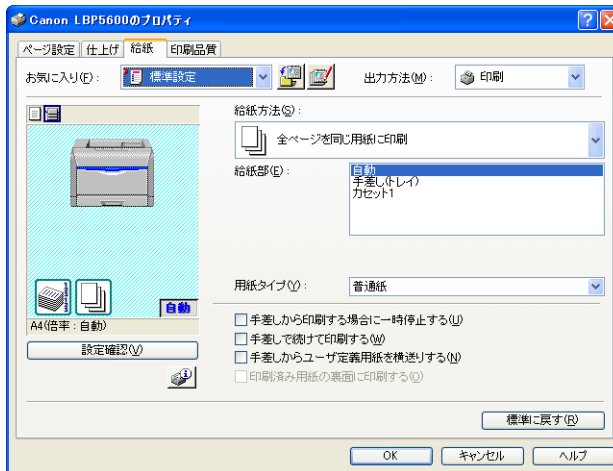 Canon LBP5600のプロパティ
ページ設定 仕上げ 給紙 印刷品質
お気に入り(F): 標準設定 出力方法(M): 印刷
給紙方法(S):
全ページを同じ用紙に印刷
給紙部(E): 自動
手差し(トレイ)
カセット1
自動
用紙タイプ(Y): 普通紙
A4(倍率:自動)
設定確認(V)
手差しから印刷する場合に一時停止する(U)
手差しで続けて印刷する(W)
手差しからユーザ定義用紙を横送りする(N)
印刷済み用紙の裏面に印刷する(O)
標準に戻す(R)
OK キャンセル ヘルプ